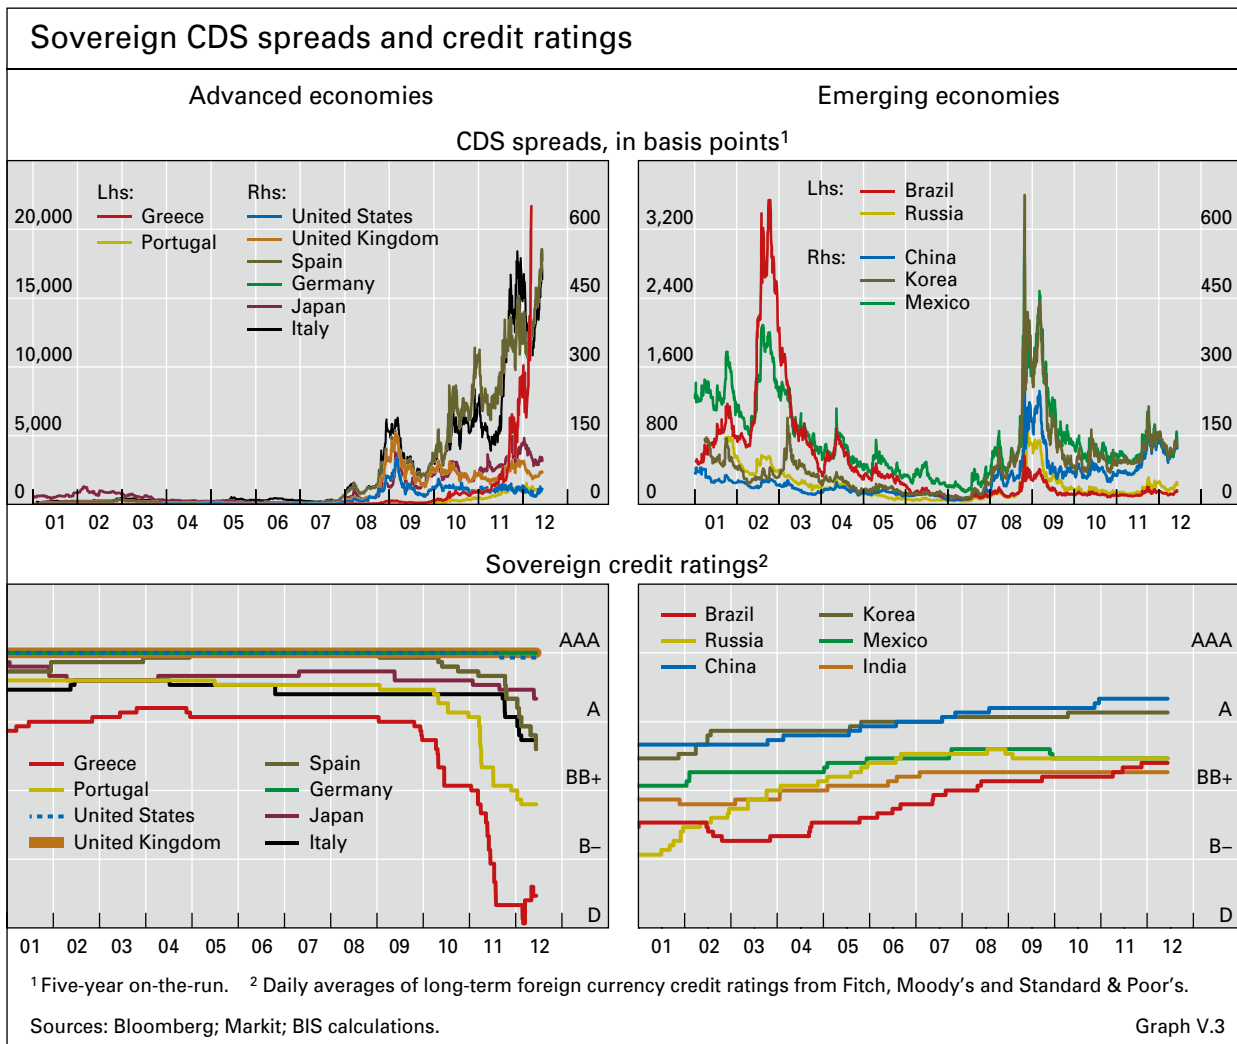 Sovereign CDS spreads and credit ratings
Advanced economies
Emerging economies
CDS spreads, in basis points¹
Lhs:
Greece
Portugal
Rhs:
United States
United Kingdom
Spain
Germany
Japan
Italy
20,000
15,000
10,000
5,000
0
600
450
300
150
0
01 02 03 04 05 06 07 08 09 10 11 12
Lhs:
Brazil
Russia
Rhs:
China
Korea
Mexico
3,200
2,400
1,600
800
0
600
450
300
150
0
01 02 03 04 05 06 07 08 09 10 11 12
Sovereign credit ratings²
AAA
A
BB+
B–
D
Greece
Portugal
United States
United Kingdom
Spain
Germany
Japan
Italy
01 02 03 04 05 06 07 08 09 10 11 12
Brazil
Russia
China
Korea
Mexico
India
AAA
A
BB+
B–
D
01 02 03 04 05 06 07 08 09 10 11 12
¹ Five-year on-the-run. ² Daily averages of long-term foreign currency credit ratings from Fitch, Moody's and Standard & Poor's.
Sources: Bloomberg; Markit; BIS calculations.
Graph V.3